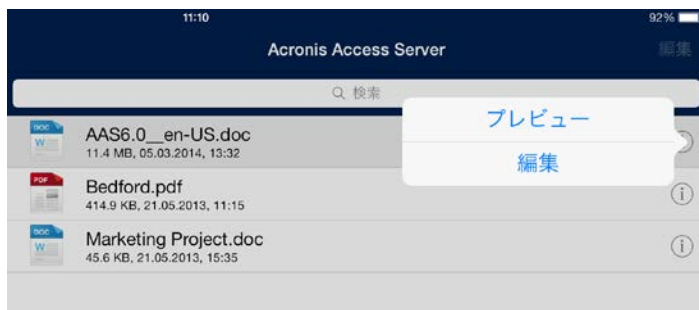 11:10
92%
Acronis Access Server
編集
検索
プレビュー
編集
DOC
W
AAS6.0__en-US.doc
11.4 MB, 05.03.2014, 13:32
PDF
Bedford.pdf
414.9 KB, 21.05.2013, 11:15
DOC
W
Marketing Project.doc
45.6 KB, 21.05.2013, 15:35